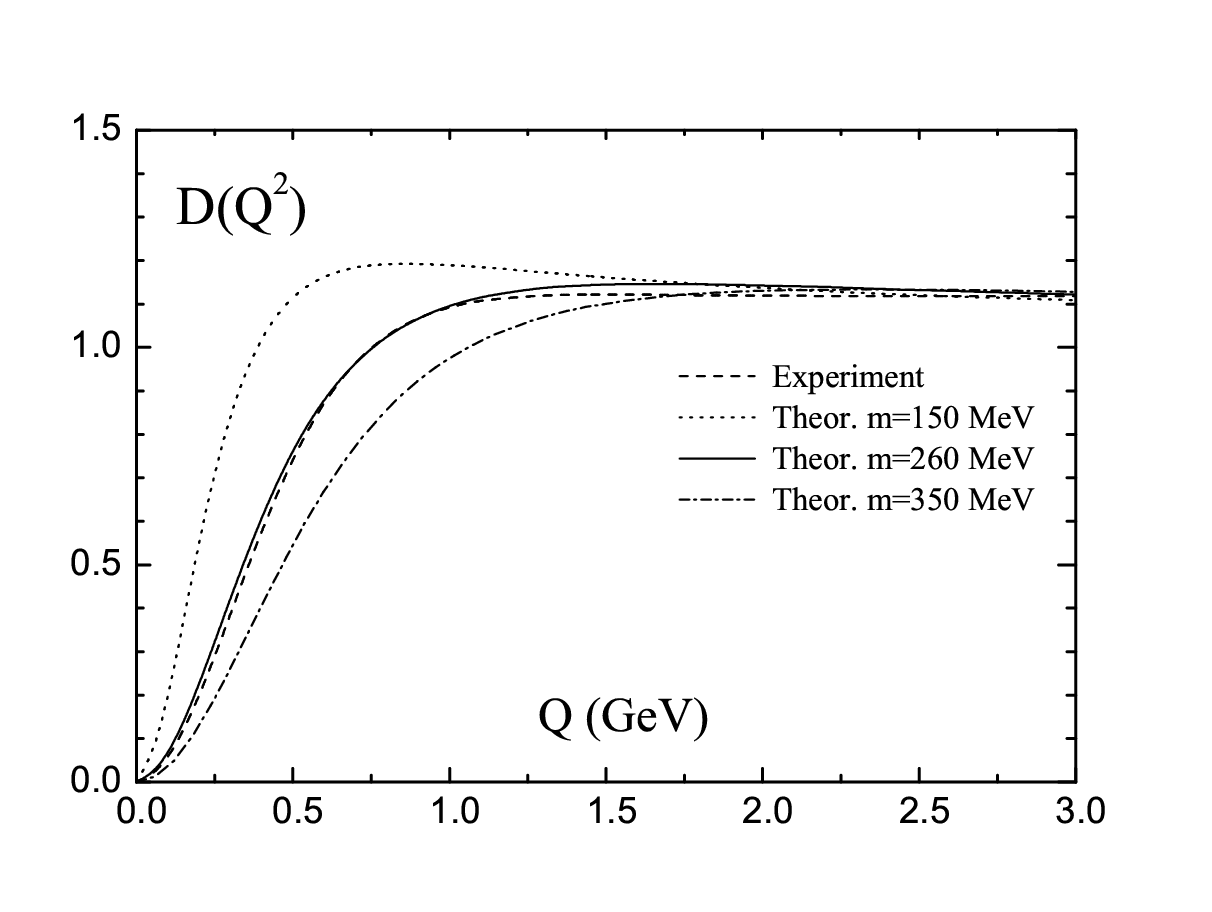 1.5
D(Q²)
1.0
Experiment
Theor. m=150 MeV
Theor. m=260 MeV
Theor. m=350 MeV
0.5
Q (GeV)
0.0
0.0 0.5 1.0 1.5 2.0 2.5 3.0